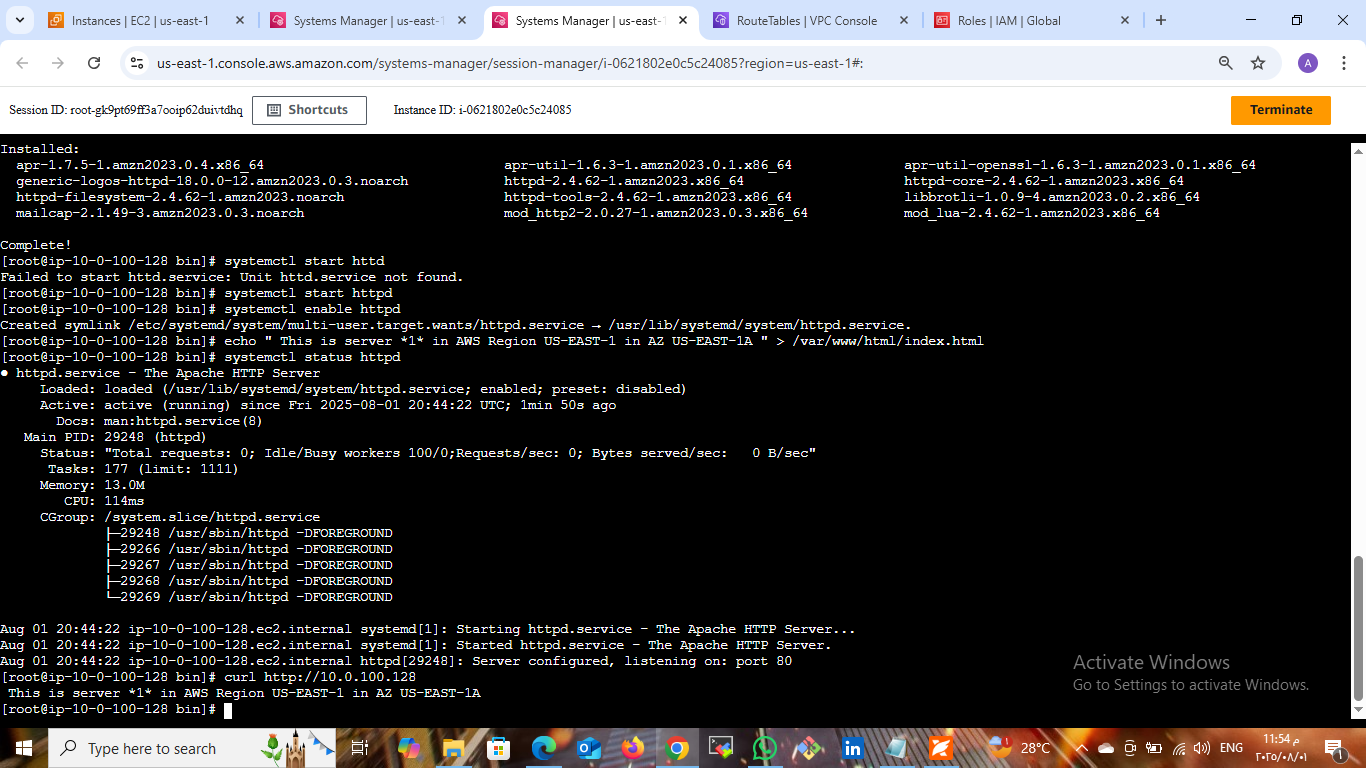 Instances | EC2 | us-east-1
Systems Manager | us-east-1
Systems Manager | us-east-1
RouteTables | VPC Console
Roles | IAM | Global
us-east-1.console.aws.amazon.com/systems-manager/session-manager/i-0621802e0c5c24085?region=us-east-1#:
A
Session ID: root-gk9pt69ff3a7ooip62duivtdhq
Shortcuts
Instance ID: i-0621802e0c5c24085
Terminate
Installed:
apr-1.7.5-1.amzn2023.0.4.x86_64 apr-util-1.6.3-1.amzn2023.0.1.x86_64 apr-util-openssl-1.6.3-1.amzn2023.0.1.x86_64
generic-logos-httpd-18.0.0-12.amzn2023.0.3.noarch httpd-2.4.62-1.amzn2023.x86_64 httpd-core-2.4.62-1.amzn2023.x86_64
httpd-filesystem-2.4.62-1.amzn2023.noarch httpd-tools-2.4.62-1.amzn2023.x86_64 libbrotli-1.0.9-4.amzn2023.0.2.x86_64
mailcap-2.1.49-3.amzn2023.0.3.noarch mod_http2-2.0.27-1.amzn2023.0.3.x86_64 mod_lua-2.4.62-1.amzn2023.x86_64
Complete!
[root@ip-10-0-100-128 bin]# systemctl start httd
Failed to start httd.service: Unit httd.service not found.
[root@ip-10-0-100-128 bin]# systemctl start httpd
[root@ip-10-0-100-128 bin]# systemctl enable httpd
Created symlink /etc/systemd/system/multi-user.target.wants/httpd.service → /usr/lib/systemd/system/httpd.service.
[root@ip-10-0-100-128 bin]# echo " This is server *1* in AWS Region US-EAST-1 in AZ US-EAST-1A " > /var/www/html/index.html
[root@ip-10-0-100-128 bin]# systemctl status httpd
● httpd.service - The Apache HTTP Server
Loaded: loaded (/usr/lib/systemd/system/httpd.service; enabled; preset: disabled)
Active: active (running) since Fri 2025-08-01 20:44:22 UTC; 1min 50s ago
Docs: man:httpd.service(8)
Main PID: 29248 (httpd)
Status: "Total requests: 0; Idle/Busy workers 100/0;Requests/sec: 0; Bytes served/sec:   0 B/sec"
Tasks: 177 (limit: 1111)
Memory: 13.0M
CPU: 114ms
CGroup: /system.slice/httpd.service
├─29248 /usr/sbin/httpd -DFOREGROUND
├─29266 /usr/sbin/httpd -DFOREGROUND
├─29267 /usr/sbin/httpd -DFOREGROUND
├─29268 /usr/sbin/httpd -DFOREGROUND
└─29269 /usr/sbin/httpd -DFOREGROUND
Aug 01 20:44:22 ip-10-0-100-128.ec2.internal systemd[1]: Starting httpd.service - The Apache HTTP Server...
Aug 01 20:44:22 ip-10-0-100-128.ec2.internal systemd[1]: Started httpd.service - The Apache HTTP Server.
Aug 01 20:44:22 ip-10-0-100-128.ec2.internal httpd[29248]: Server configured, listening on: port 80
[root@ip-10-0-100-128 bin]# curl http://10.0.100.128
This is server *1* in AWS Region US-EAST-1 in AZ US-EAST-1A
[root@ip-10-0-100-128 bin]#
Activate Windows
Go to Settings to activate Windows.
Type here to search
28°C
ENG
11:54 م
٢٠٢٥/٠٨/٠١
1